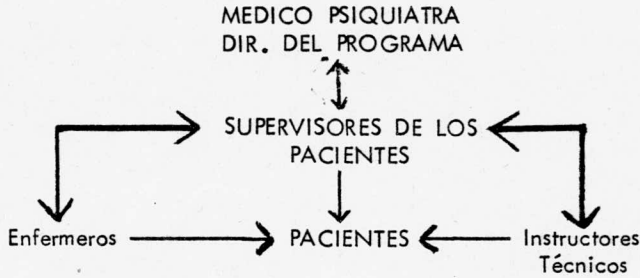 MEDICO PSIQUIATRA
DIR. DEL PROGRAMA
SUPERVISORES DE LOS
PACIENTES
Enfermeros
PACIENTES
Instructores
Técnicos